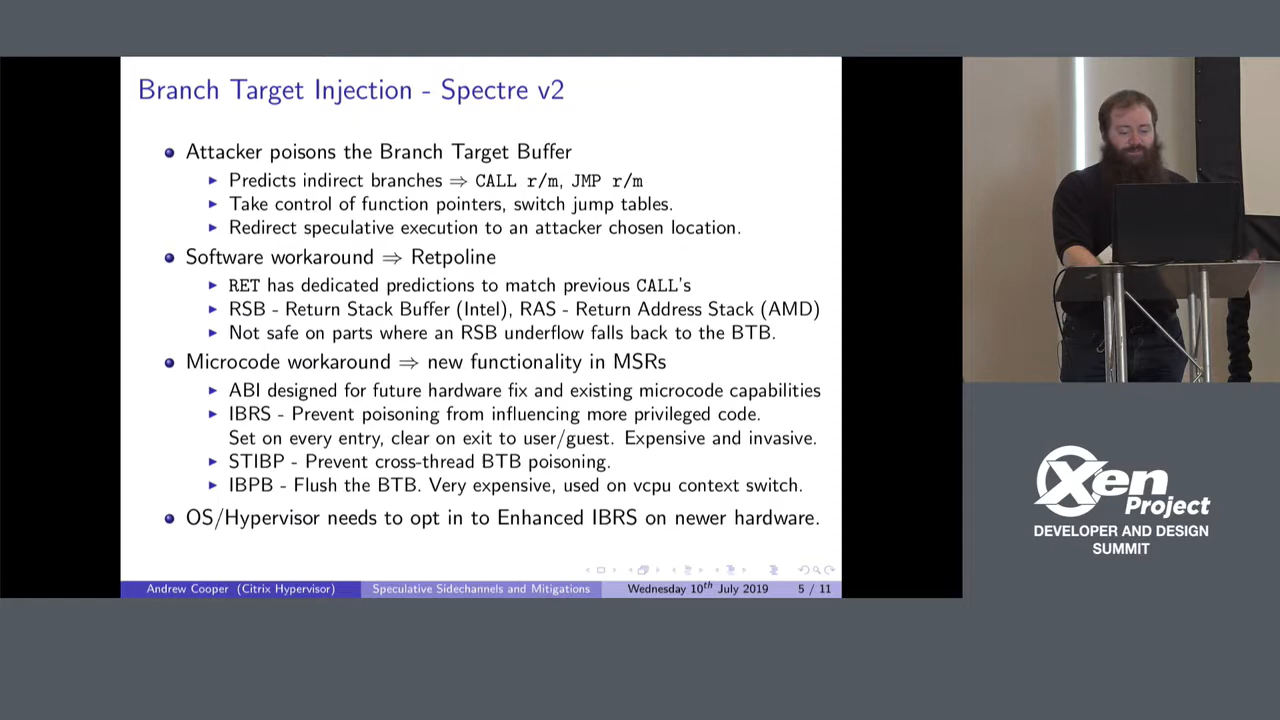 Branch Target Injection - Spectre v2
Attacker poisons the Branch Target Buffer
Predicts indirect branches ⇒ CALL r/m, JMP r/m
Take control of function pointers, switch jump tables.
Redirect speculative execution to an attacker chosen location.
Software workaround ⇒ Retpoline
RET has dedicated predictions to match previous CALL's
RSB - Return Stack Buffer (Intel), RAS - Return Address Stack (AMD)
Not safe on parts where an RSB underflow falls back to the BTB.
Microcode workaround ⇒ new functionality in MSRs
ABI designed for future hardware fix and existing microcode capabilities
IBRS - Prevent poisoning from influencing more privileged code.
Set on every entry, clear on exit to user/guest. Expensive and invasive.
STIBP - Prevent cross-thread BTB poisoning.
IBPB - Flush the BTB. Very expensive, used on vcpu context switch.
OS/Hypervisor needs to opt in to Enhanced IBRS on newer hardware.
Andrew Cooper (Citrix Hypervisor) Speculative Sidechannels and Mitigations Wednesday 10th July 2019 5 / 11
Xen
Project
DEVELOPER AND DESIGN
SUMMIT